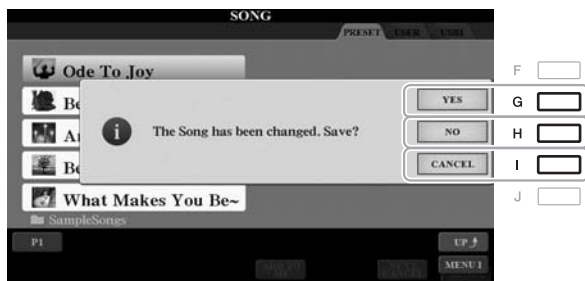 SONG
PRESET USER USB1
Ode To Joy
Be
The Song has been changed. Save?
YES
NO
CANCEL
Be
What Makes You Be~
SampleSongs
P1
UP
MENU 1
F
G
H
I
J